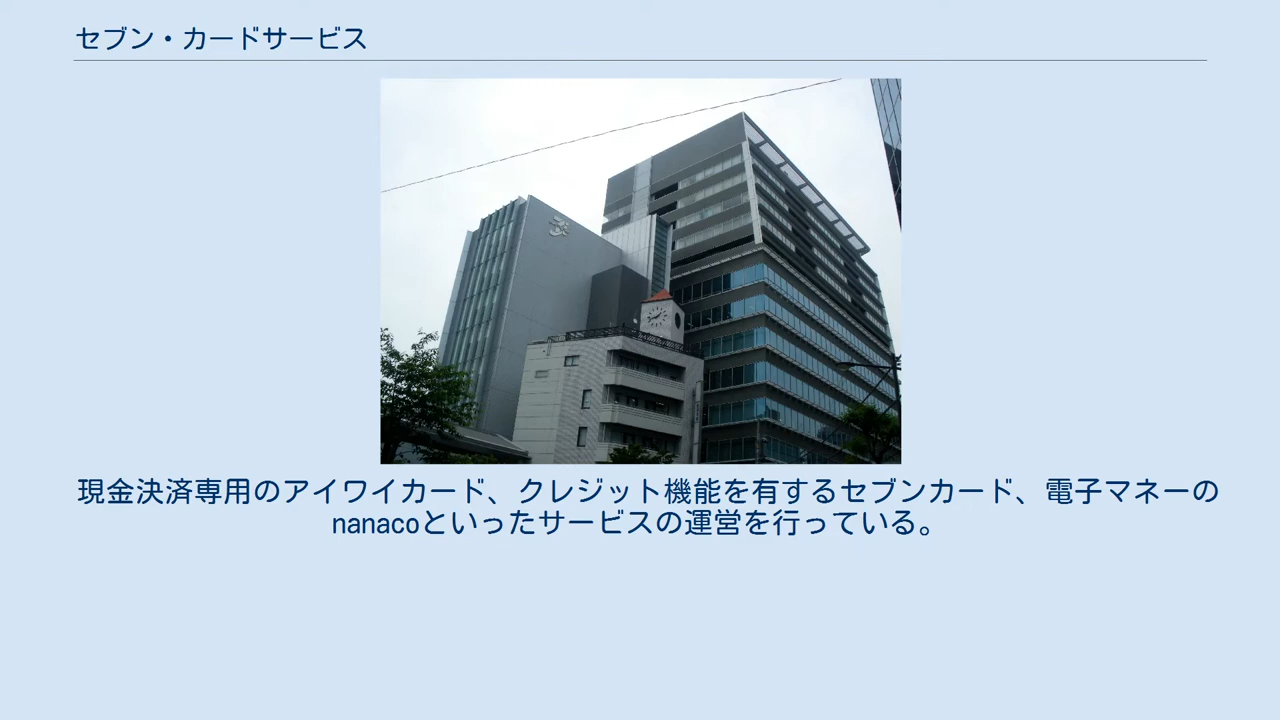 セブン・カードサービス
現金決済専用のアイワイカード、クレジット機能を有するセブンカード、電子マネーの
nanacoといったサービスの運営を行っている。